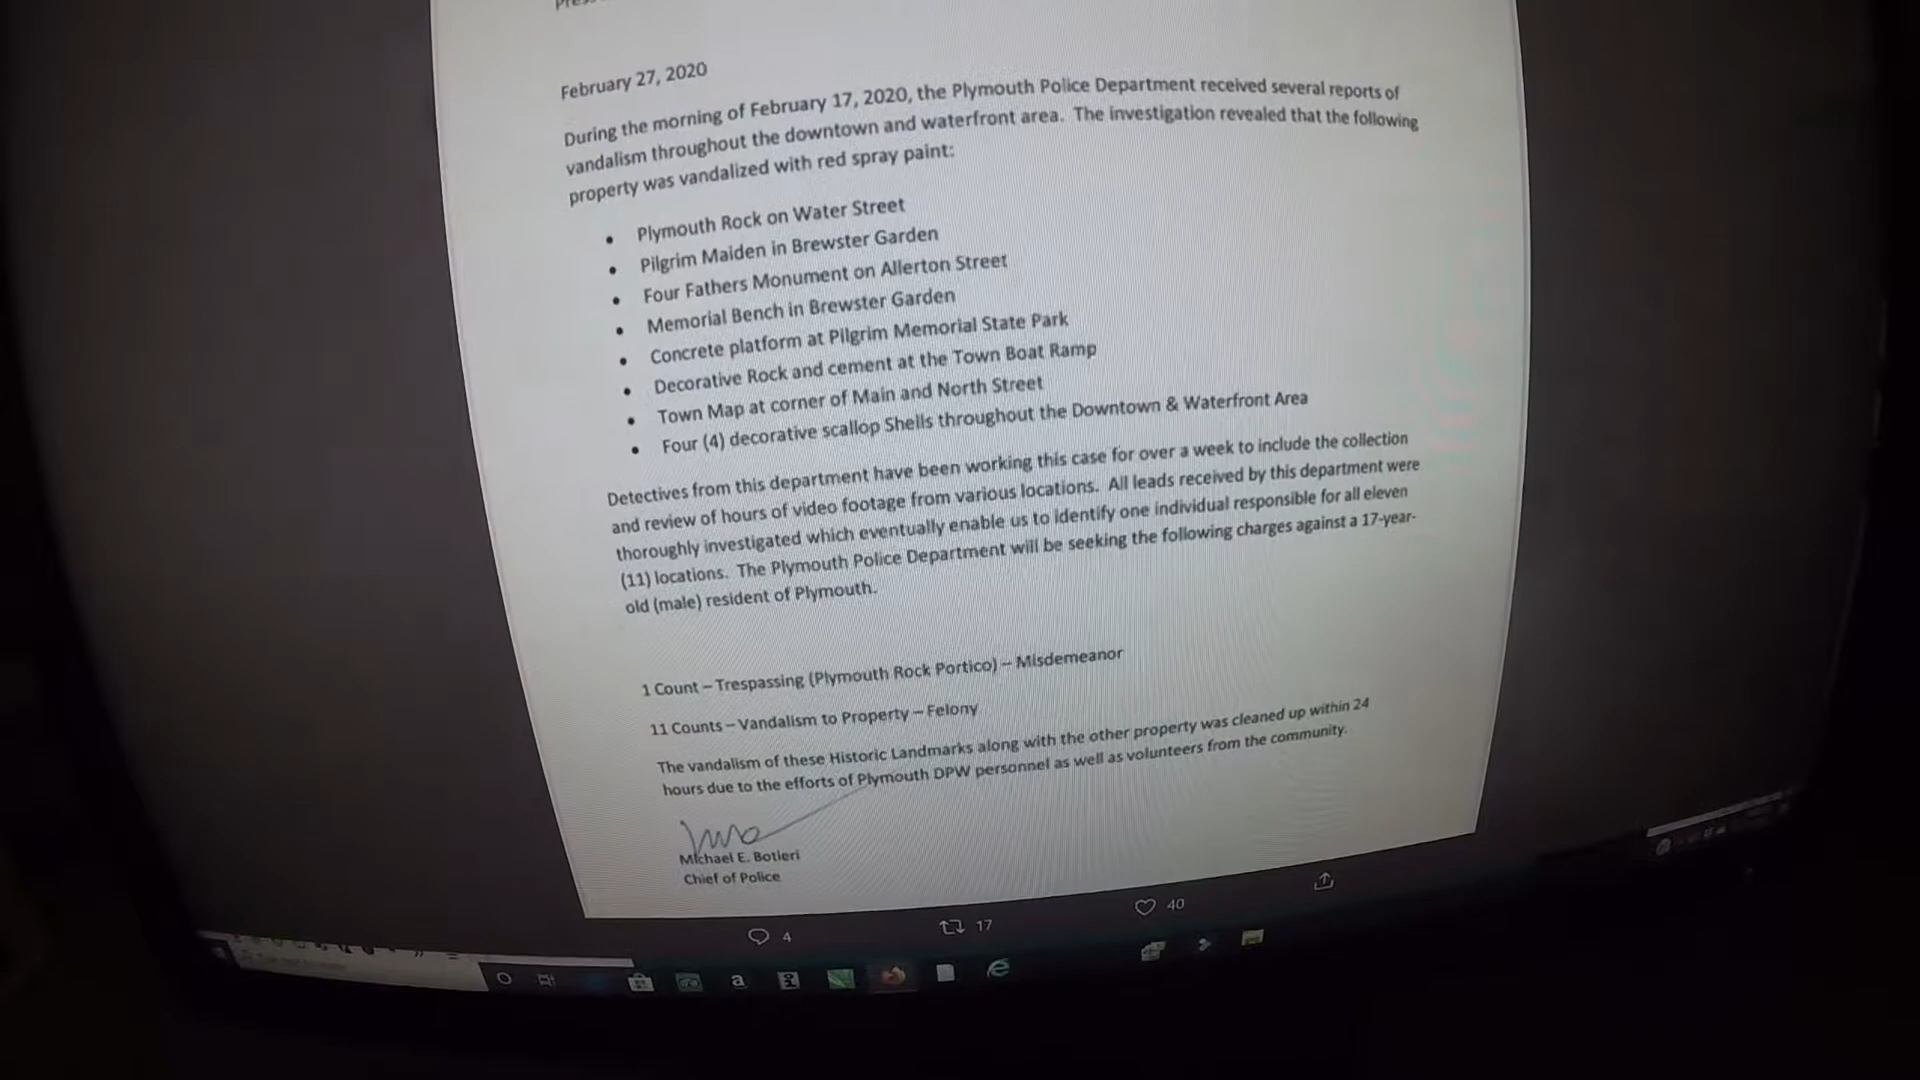 February 27, 2020
During the morning of February 17, 2020, the Plymouth Police Department received several reports of
vandalism throughout the downtown and waterfront area. The investigation revealed that the following
property was vandalized with red spray paint:
• Plymouth Rock on Water Street
• Pilgrim Maiden in Brewster Garden
• Four Fathers Monument on Allerton Street
• Memorial Bench in Brewster Garden
• Concrete platform at Pilgrim Memorial State Park
• Decorative Rock and cement at the Town Boat Ramp
• Town Map at corner of Main and North Street
• Four (4) decorative scallop Shells throughout the Downtown & Waterfront Area
Detectives from this department have been working this case for over a week to include the collection
and review of hours of video footage from various locations. All leads received by this department were
thoroughly investigated which eventually enable us to identify one individual responsible for all eleven
(11) locations. The Plymouth Police Department will be seeking the following charges against a 17-year-
old (male) resident of Plymouth.
1 Count – Trespassing (Plymouth Rock Portico) – Misdemeanor
11 Counts – Vandalism to Property – Felony
The vandalism of these Historic Landmarks along with the other property was cleaned up within 24
hours due to the efforts of Plymouth DPW personnel as well as volunteers from the community.
Michael E. Botieri
Chief of Police
4 17 40
a